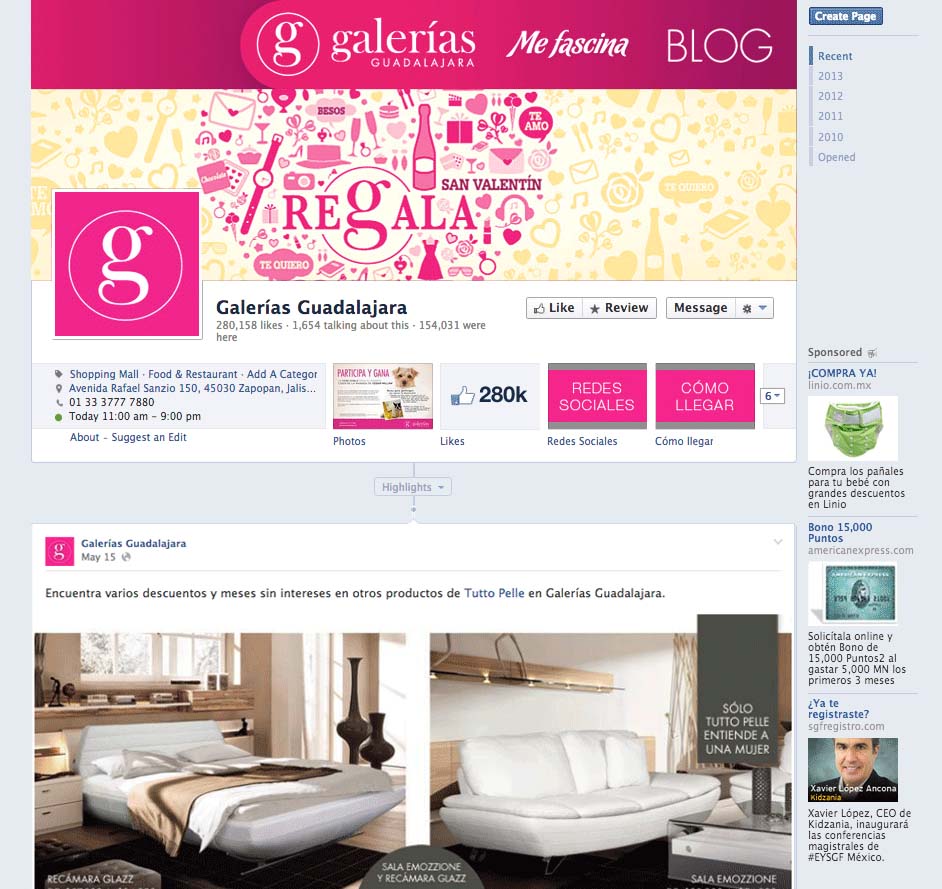 g galerías
GUADALAJARA
Me fascina
BLOG
Create Page
Recent
2013
2012
2011
2010
Opened
BESOS
TE AMO
Chocolate
SAN VALENTÍN
REgALA
GALERÍAS GUADALAJARA
TE QUIERO
TE QUIERO
TE AMO
g
Galerías Guadalajara
280,158 likes · 1,654 talking about this · 154,031 were
here
Like
★ Review
Message
Shopping Mall · Food & Restaurant · Add A Categor
Avenida Rafael Sanzio 150, 45030 Zapopan, Jalis...
01 33 3777 7880
Today 11:00 am - 9:00 pm
About – Suggest an Edit
PARTICIPA Y GANA
Photos
280k
Likes
REDES
SOCIALES
Redes Sociales
CÓMO
LLEGAR
Cómo llegar
6
Highlights
g
Galerías Guadalajara
May 15
Encuentra varios descuentos y meses sin intereses en otros productos de Tutto Pelle en Galerías Guadalajara.
SÓLO
TUTTO PELLE
ENTIENDE A
UNA MUJER
RECÁMARA GLAZZ
SALA EMOZZIONE
Y RECÁMARA GLAZZ
SALA EMOZZIONE
Sponsored
¡COMPRA YA!
linio.com.mx
Compra los pañales
para tu bebé con
grandes descuentos
en Linio
Bono 15,000
Puntos
americanexpress.com
AMERICAN EXPRESS
Solicítala online y
obtén Bono de
15,000 Puntos2 al
gastar 5,000 MN los
primeros 3 meses
¿Ya te
registraste?
sgfregistro.com
Xavier López Ancona
Kidzania
Xavier López, CEO de
Kidzania, inaugurará
las conferencias
magistrales de
#EYSGF México.